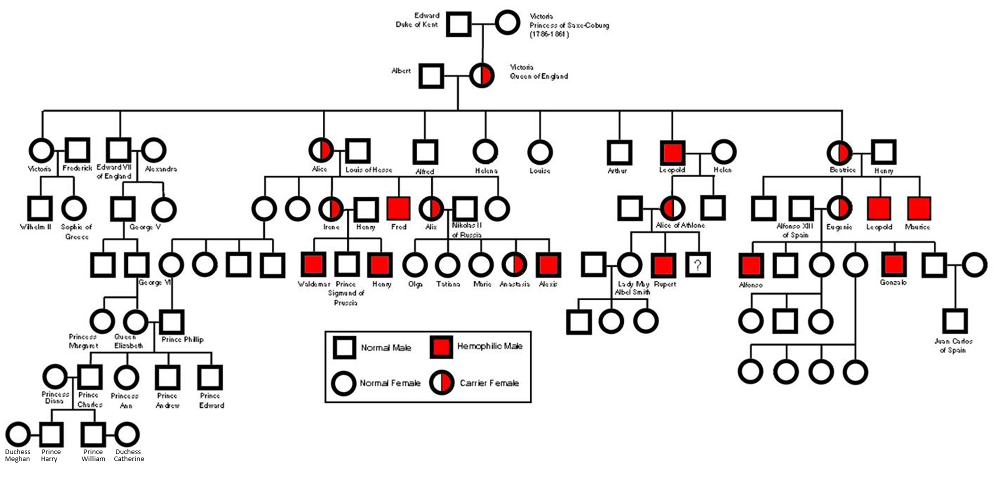 Edward
Duke of Kent
Victoria
Princess of Saxe-Coburg
(1786-1861)
Albert
Victoria
Queen of England
Victoria
Frederick
Edward VII
of England
Alexandra
Alice
Louis of Hesse
Alfred
Helena
Louise
Arthur
Leopold
Helen
Beatrice
Henry
Wilhelm II
Sophie of
Greece
George V
Irene
Henry
Fred
Alix
Nikolas II
of Russia
Alice of Athlone
Alfonso XIII
of Spain
Eugenie
Leopold
Maurice
George VI
Waldemar
Prince
Sigmund of
Prussia
Henry
Olga
Tatiana
Marie
Anastasia
Alexis
Lady May
Abel Smith
Rupert
?
Alfonso
Gonzalo
Princess
Margaret
Queen
Elizabeth
Prince Phillip
Juan Carlos
of Spain
Normal Male
Hemophilic Male
Normal Female
Carrier Female
Princess
Diana
Prince
Charles
Princess
Ann
Prince
Andrew
Prince
Edward
Duchess
Meghan
Prince
Harry
Prince
William
Duchess
Catherine